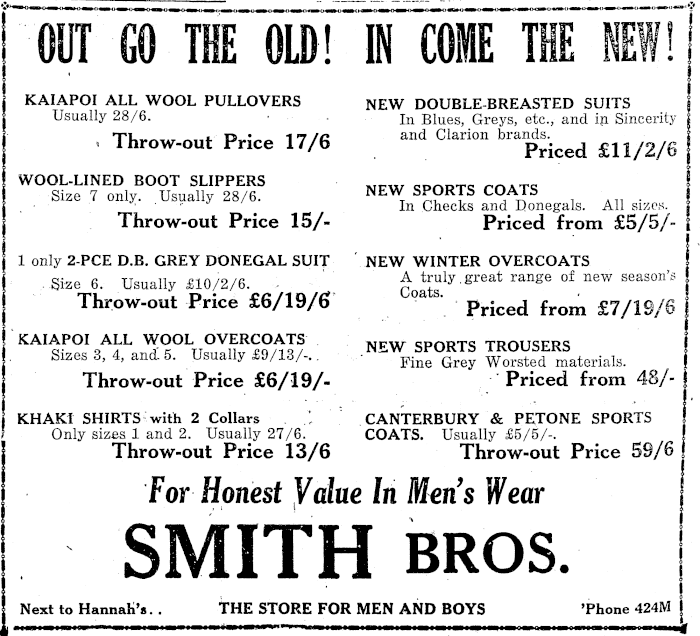 OUT GO THE OLD! IN COME THE NEW!
KAIAPOI ALL WOOL PULLOVERS
Usually 28/6.
Throw-out Price 17/6
WOOL-LINED BOOT SLIPPERS
Size 7 only. Usually 28/6.
Throw-out Price 15/-
1 only 2-PCE D.B. GREY DONEGAL SUIT
Size 6. Usually £10/2/6.
Throw-out Price £6/19/6
KAIAPOI ALL WOOL OVERCOATS
Sizes 3, 4, and 5. Usually £9/13/-.
Throw-out Price £6/19/-
KHAKI SHIRTS with 2 Collars
Only sizes 1 and 2. Usually 27/6.
Throw-out Price 13/6
NEW DOUBLE-BREASTED SUITS
In Blues, Greys, etc., and in Sincerity
and Clarion brands.
Priced £11/2/6
NEW SPORTS COATS
In Checks and Donegals. All sizes.
Priced from £5/5/-
NEW WINTER OVERCOATS
A truly great range of new season's
Coats.
Priced from £7/19/6
NEW SPORTS TROUSERS
Fine Grey Worsted materials.
Priced from 48/-
CANTERBURY & PETONE SPORTS
COATS. Usually £5/5/-.
Throw-out Price 59/6
For Honest Value In Men's Wear
SMITH BROS.
Next to Hannah's.. THE STORE FOR MEN AND BOYS 'Phone 424M